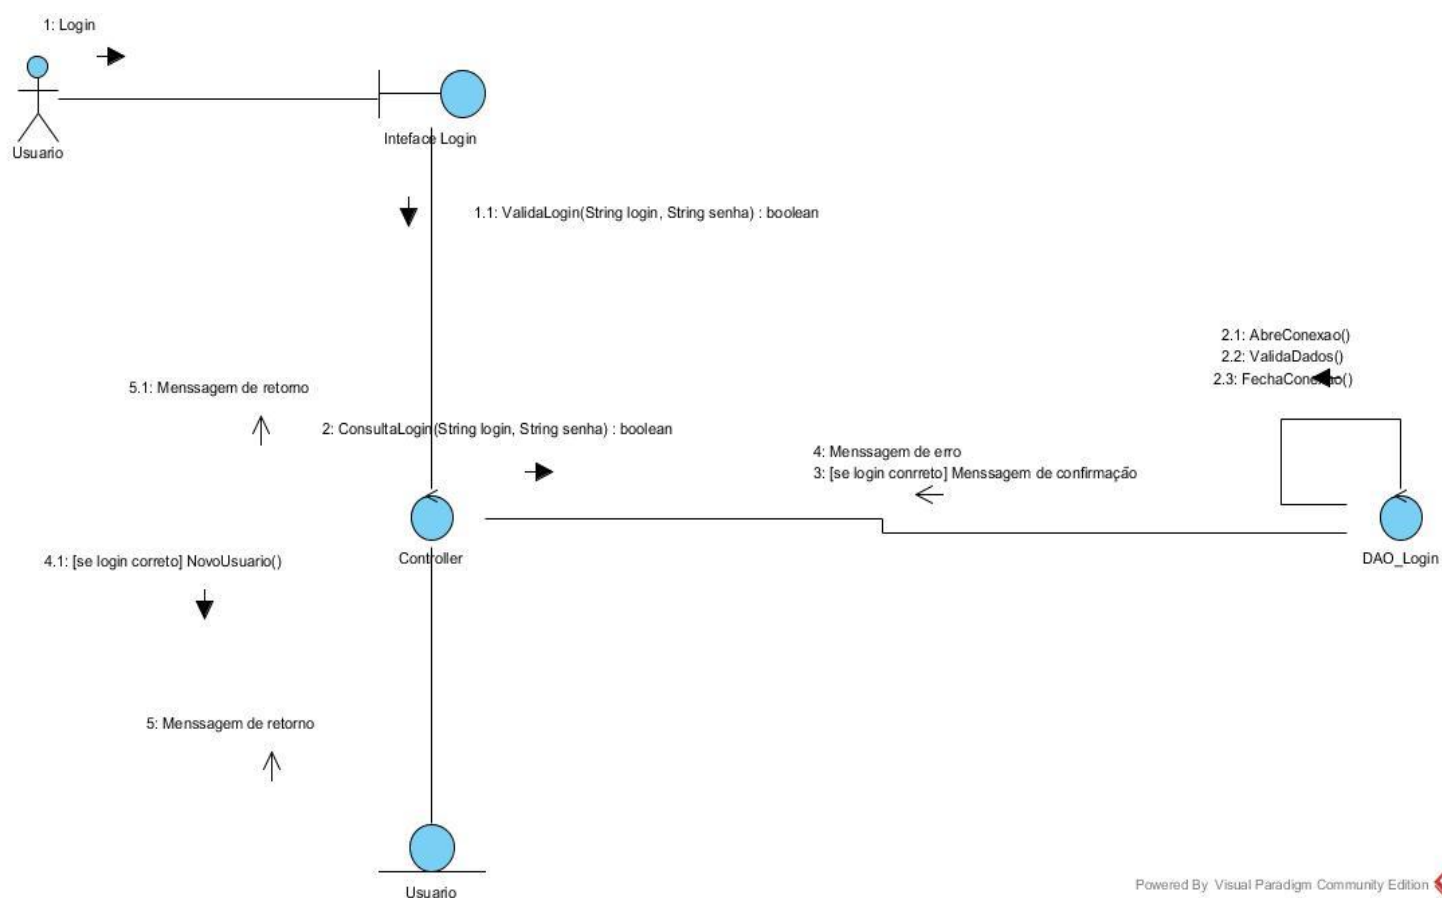 1: Login
Usuario
Inteface Login
1.1: ValidaLogin(String login, String senha) : boolean
2.1: AbreConexao()
2.2: ValidaDados()
2.3: FechaConexao()
5.1: Menssagem de retorno
2: ConsultaLogin(String login, String senha) : boolean
4: Menssagem de erro
3: [se login conrreto] Menssagem de confirmação
Controller
DAO_Login
4.1: [se login correto] NovoUsuario()
5: Menssagem de retorno
Usuario
Powered By Visual Paradigm Community Edition